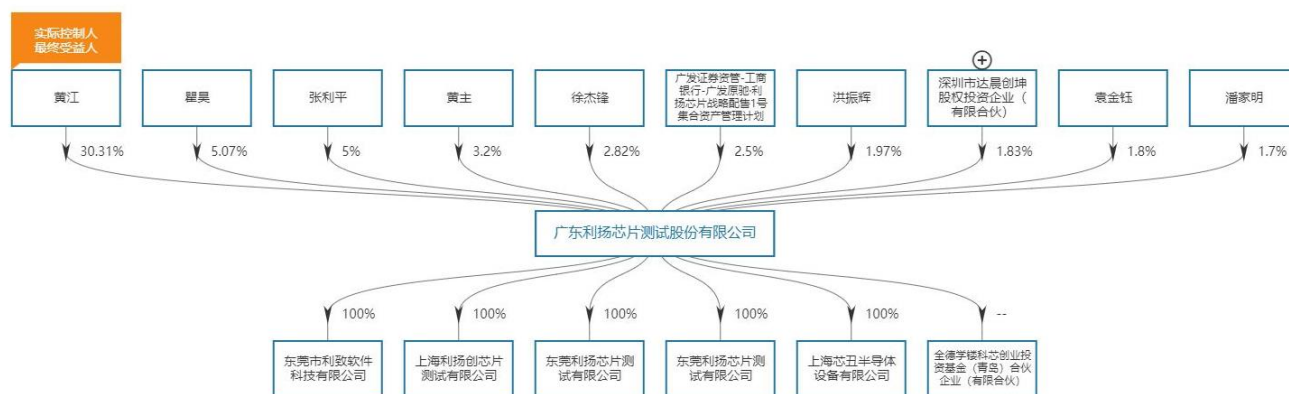 实际控制人
最终受益人
黄江
瞿昊
张利平
黄主
徐杰锋
广发证券资管-工商
银行-广发原驰·利
扬芯片战略配售1号
集合资产管理计划
洪振辉
深圳市达晨创坤
股权投资企业（
有限合伙）
袁金钰
潘家明
30.31%
5.07%
5%
3.2%
2.82%
2.5%
1.97%
1.83%
1.8%
1.7%
广东利扬芯片测试股份有限公司
100%
100%
100%
100%
100%
--
东莞市利致软件
科技有限公司
上海利扬创芯片
测试有限公司
东莞利扬芯片测
试有限公司
东莞利扬芯片测
试有限公司
上海芯丑半导体
设备有限公司
全德学镂科芯创业投
资基金（青岛）合伙
企业（有限合伙）